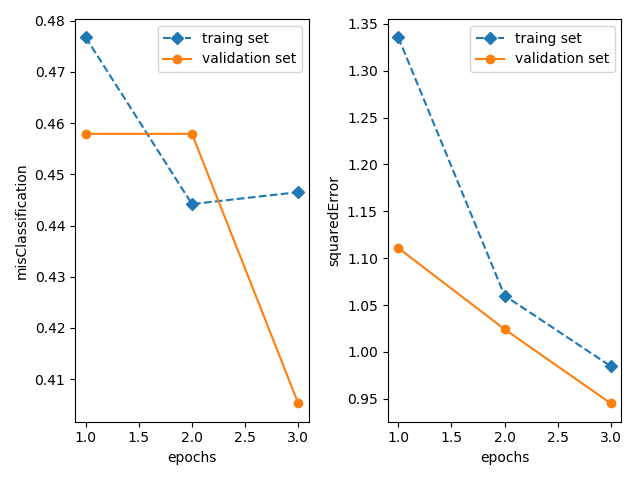 0.48
0.47
0.46
0.45
0.44
0.43
0.42
0.41
misClassification
traing set
validation set
1.0 1.5 2.0 2.5 3.0
epochs
1.35
1.30
1.25
1.20
1.15
1.10
1.05
1.00
0.95
squaredError
traing set
validation set
1.0 1.5 2.0 2.5 3.0
epochs